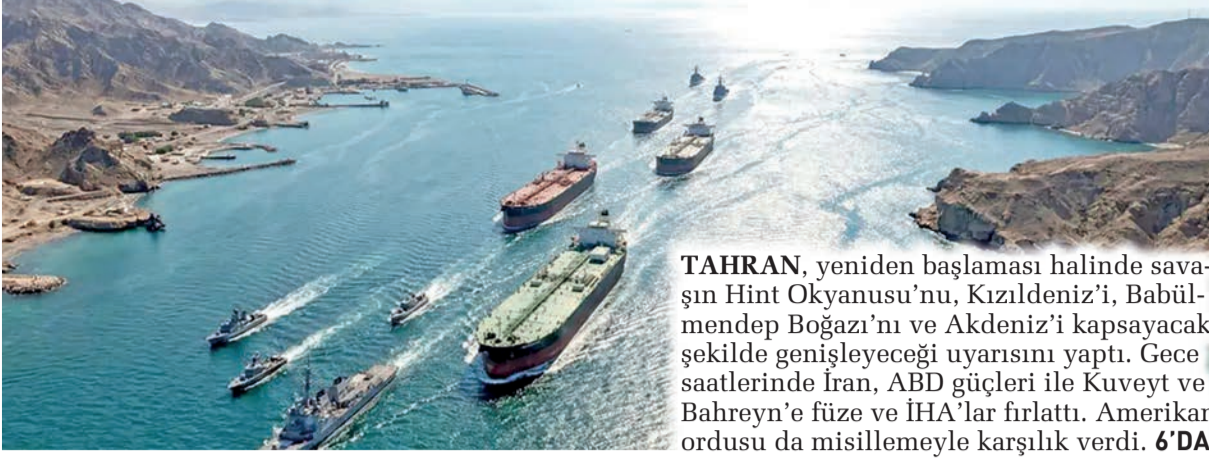 TAHRAN, yeniden başlaması halinde sava-
şın Hint Okyanusu’nu, Kızıldeniz’i, Babül-
mendep Boğazı’nı ve Akdeniz’i kapsayacak
şekilde genişleyeceği uyarısını yaptı. Gece
saatlerinde İran, ABD güçleri ile Kuveyt ve
Bahreyn’e füze ve İHA’lar fırlattı. Amerikan
ordusu da misillemeyle karşılık verdi. 6’DA